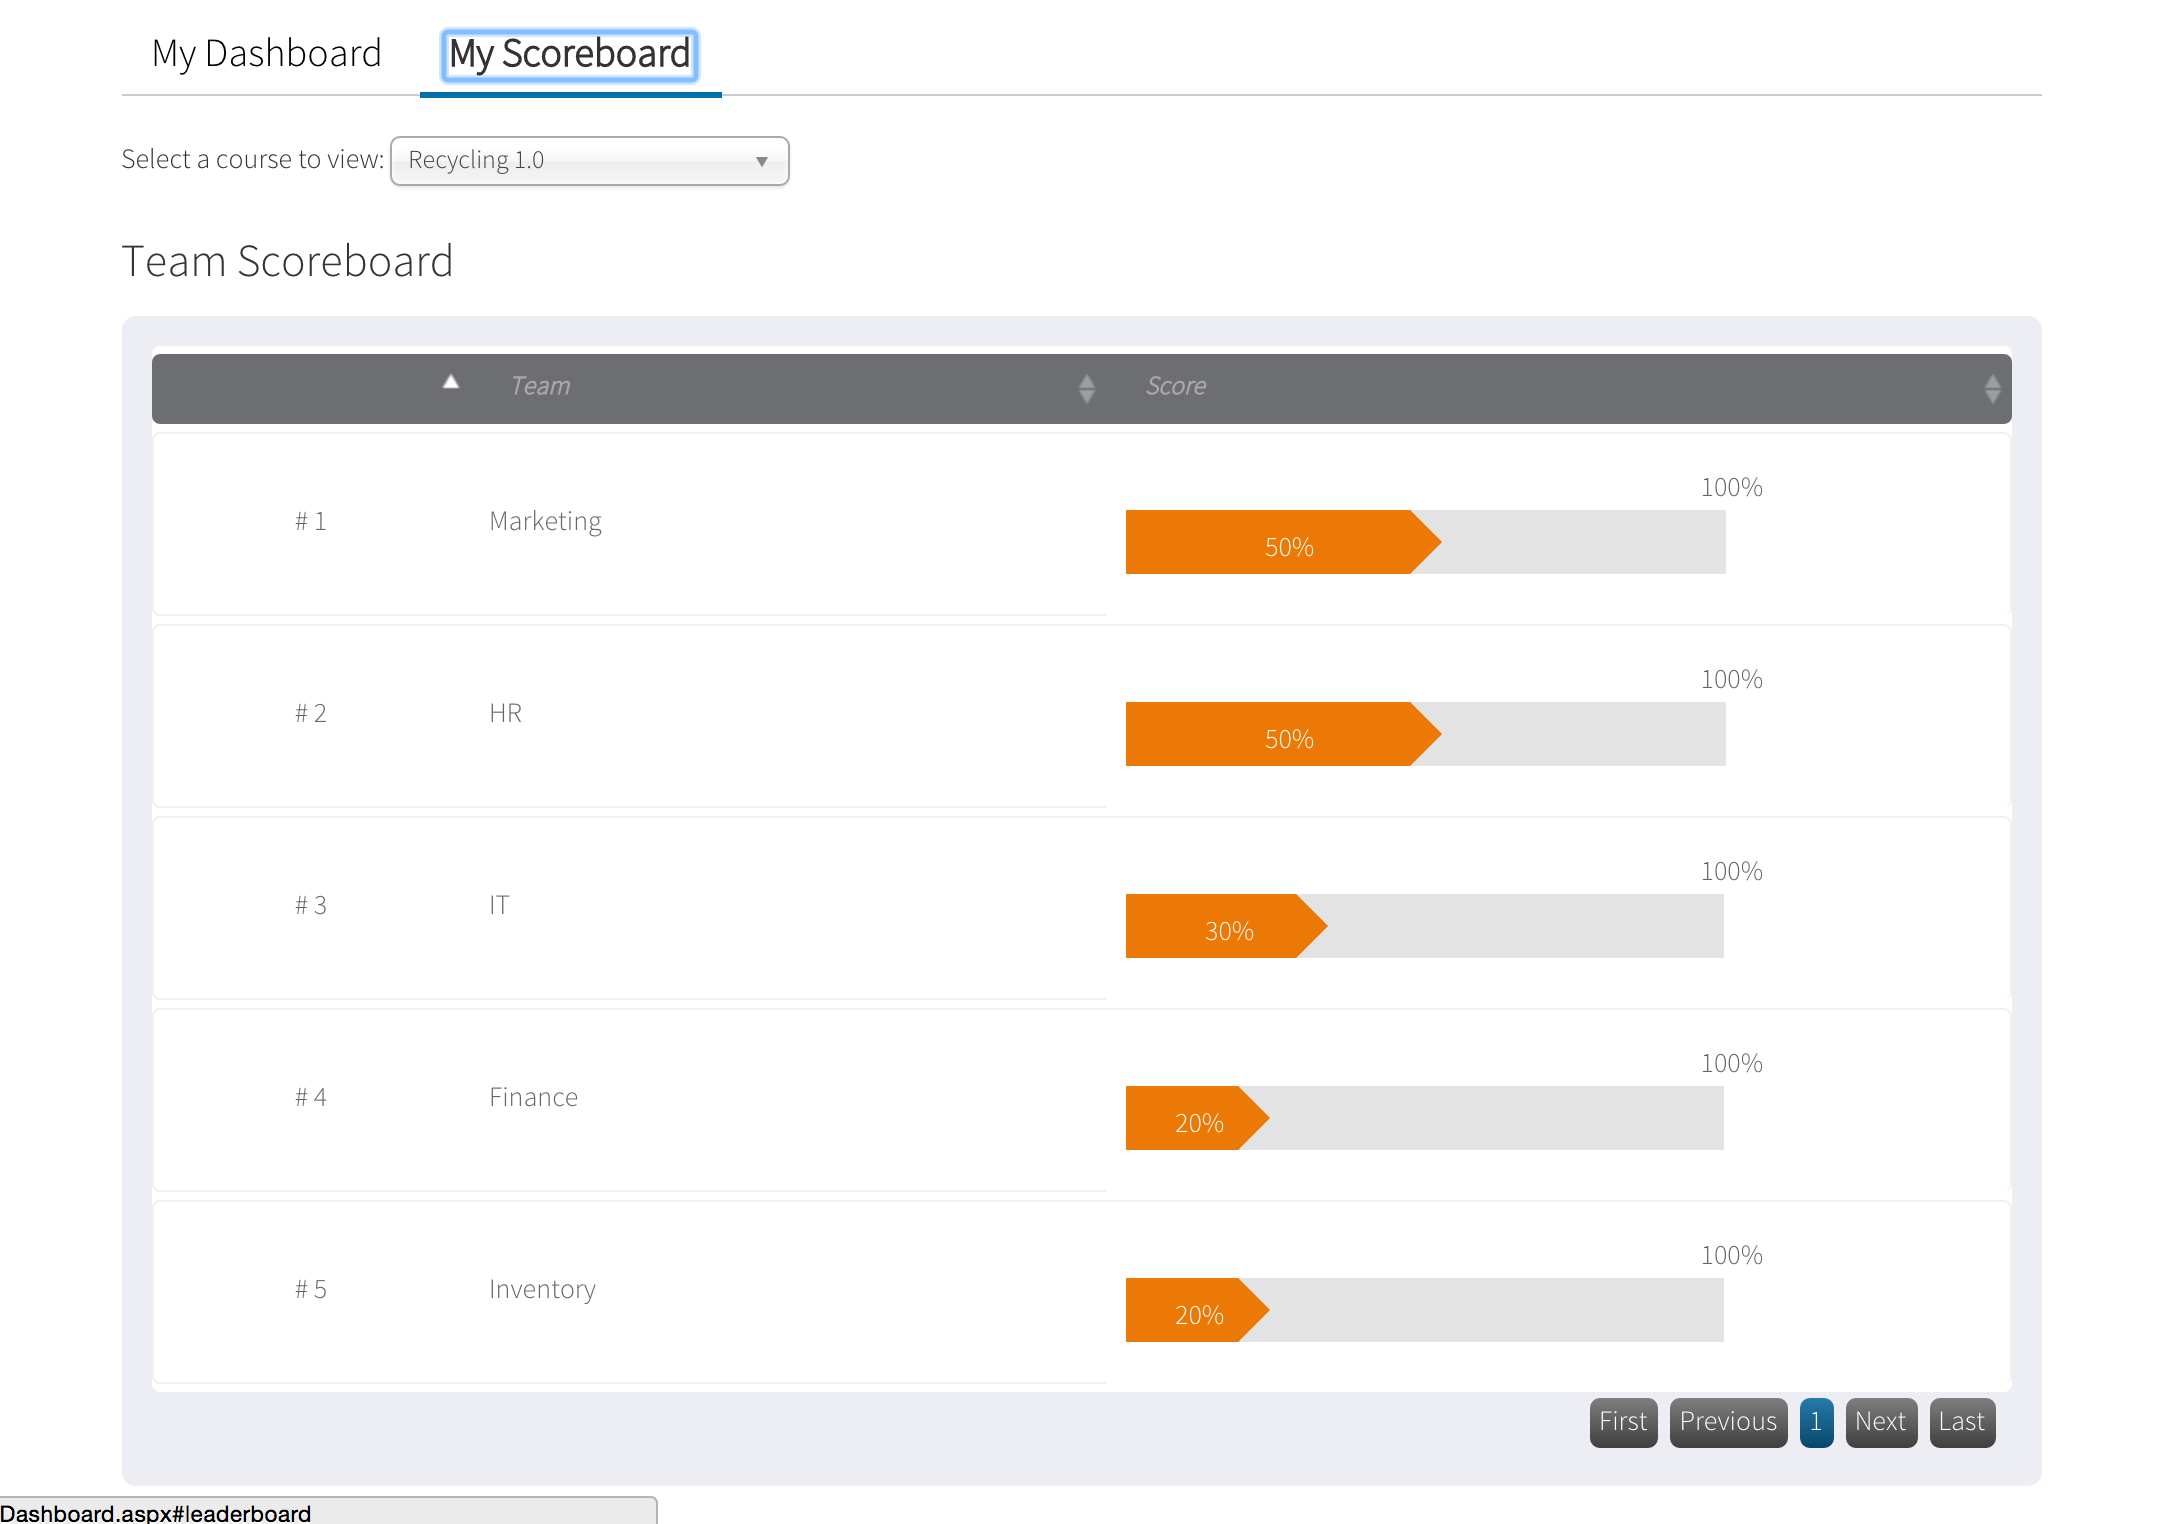 My Dashboard My Scoreboard
Select a course to view: Recycling 1.0
Team Scoreboard
Team Score
100%
# 1 Marketing 50%
100%
# 2 HR 50%
100%
# 3 IT 30%
100%
# 4 Finance 20%
100%
# 5 Inventory 20%
First Previous 1 Next Last
Dashboard.aspx#leaderboard